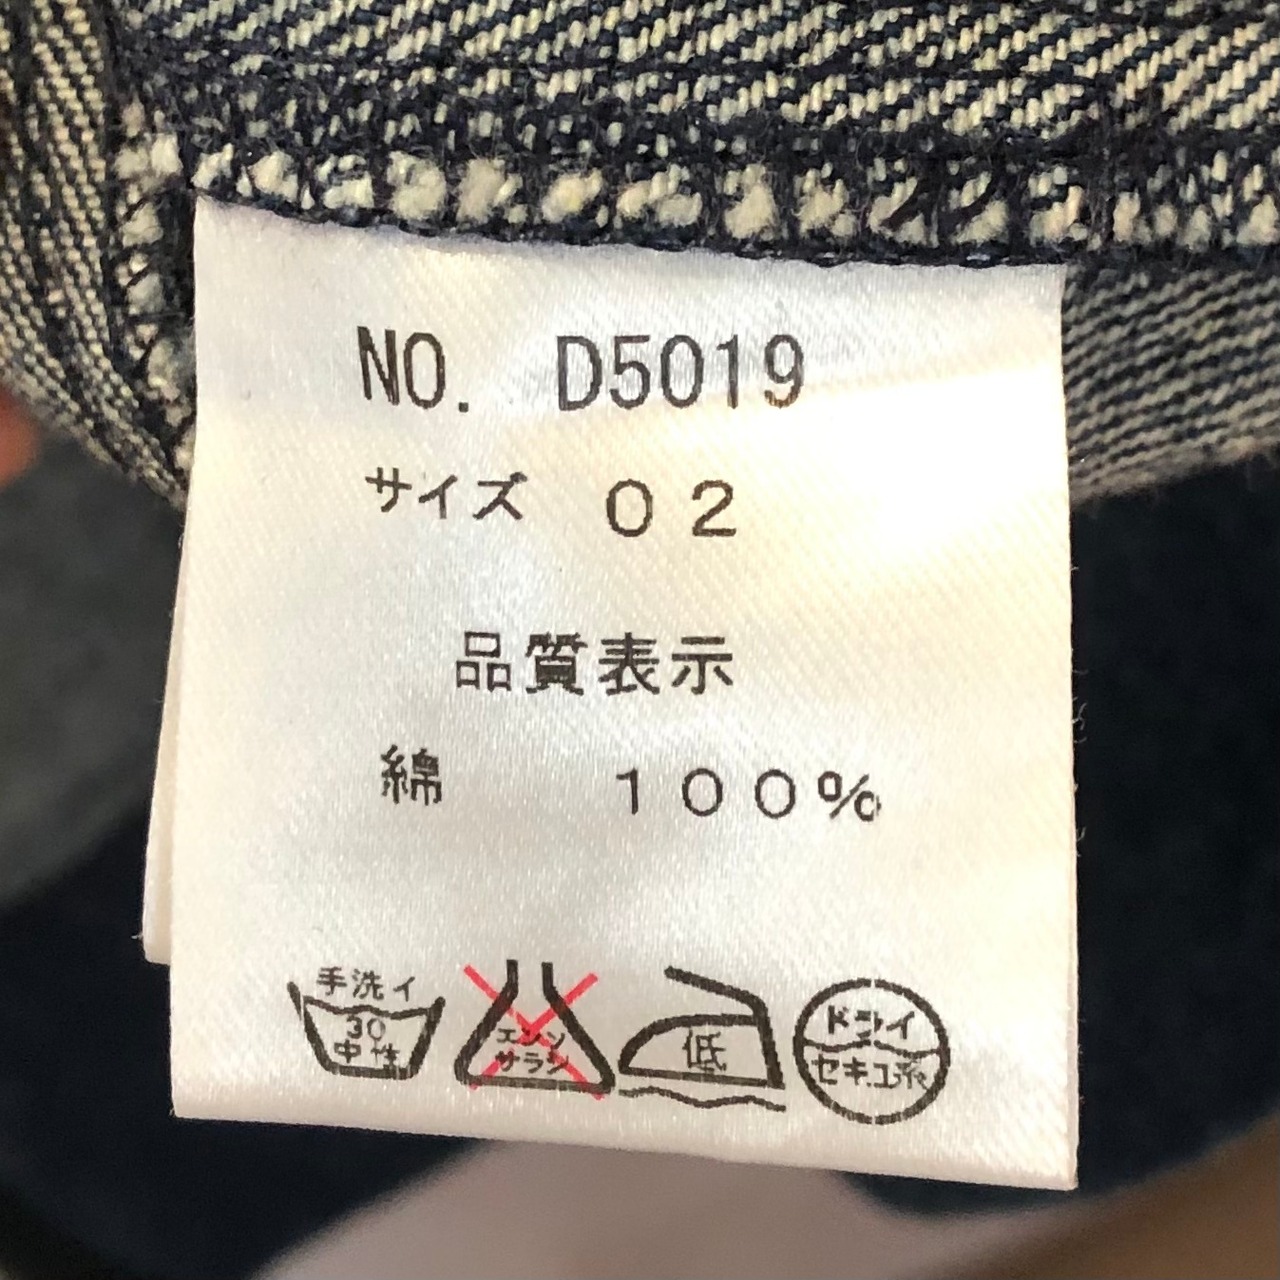 NO. D5019
サイズ 02
品質表示
綿 100%
手洗イ
30
中性
エンソ
サラシ
低
ドライ
セキユ系